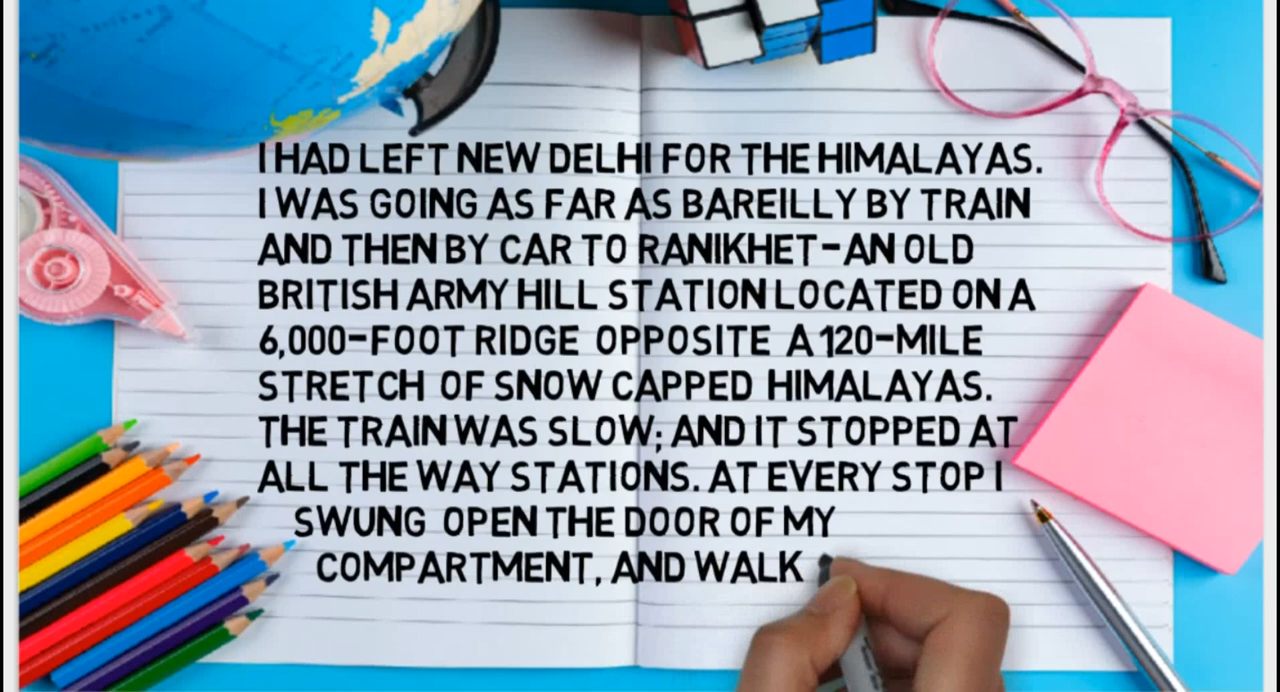 I HAD LEFT NEW DELHI FOR THE HIMALAYAS.
I WAS GOING AS FAR AS BAREILLY BY TRAIN
AND THEN BY CAR TO RANIKHET-AN OLD
BRITISH ARMY HILL STATION LOCATED ON A
6,000-FOOT RIDGE OPPOSITE A 120-MILE
STRETCH OF SNOW CAPPED HIMALAYAS.
THE TRAIN WAS SLOW; AND IT STOPPED AT
ALL THE WAY STATIONS. AT EVERY STOP I
SWUNG OPEN THE DOOR OF MY
COMPARTMENT, AND WALK